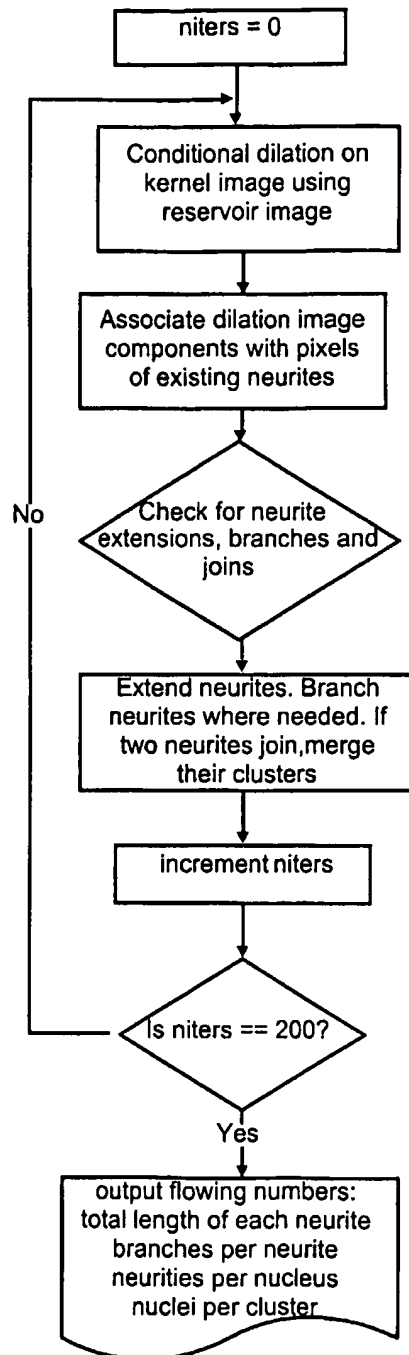 niters = 0
Conditional dilation on
kernel image using
reservoir image
Associate dilation image
components with pixels
of existing neurites
Check for neurite
extensions, branches and
joins
No
Extend neurites. Branch
neurites where needed. If
two neurites join,merge
their clusters
increment niters
Is niters == 200?
Yes
output flowing numbers:
total length of each neurite
branches per neurite
neurities per nucleus
nuclei per cluster